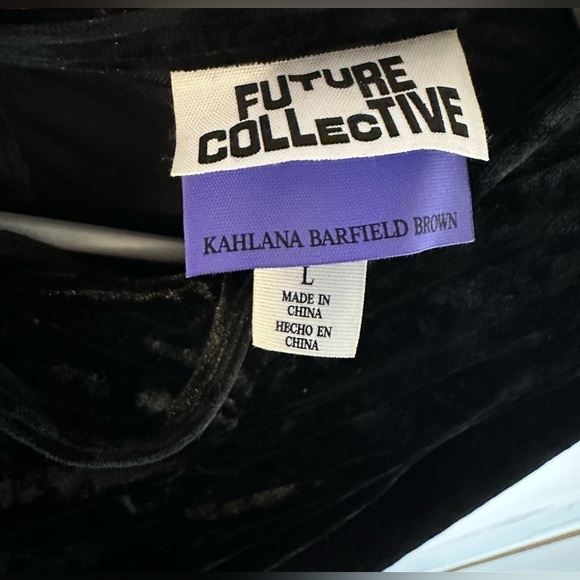 FUTURE
COLLECTIVE
KAHLANA BARFIELD BROWN
L
MADE IN
CHINA
HECHO EN
CHINA